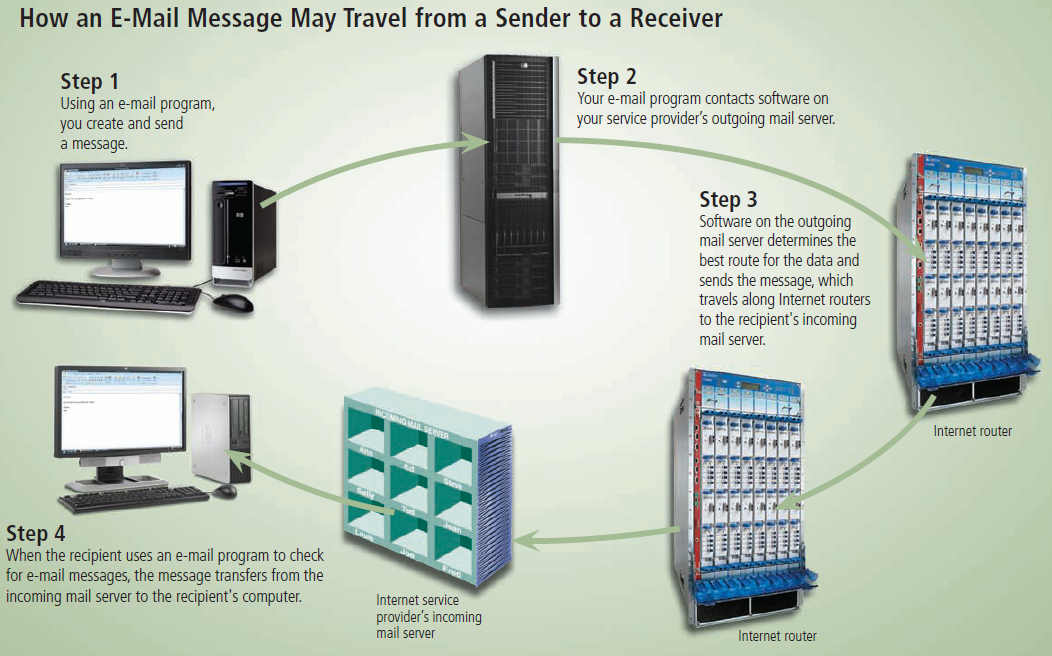 How an E-Mail Message May Travel from a Sender to a Receiver
Step 1
Using an e-mail program,
you create and send
a message.
Step 2
Your e-mail program contacts software on
your service provider's outgoing mail server.
Step 3
Software on the outgoing
mail server determines the
best route for the data and
sends the message, which
travels along Internet routers
to the recipient's incoming
mail server.
Internet router
Internet router
INCOMING MAIL SERVER
Ann
Ed
Steve
Sally
Ted
Jean
Louis
Joe
Fred
Internet service
provider's incoming
mail server
Step 4
When the recipient uses an e-mail program to check
for e-mail messages, the message transfers from the
incoming mail server to the recipient's computer.